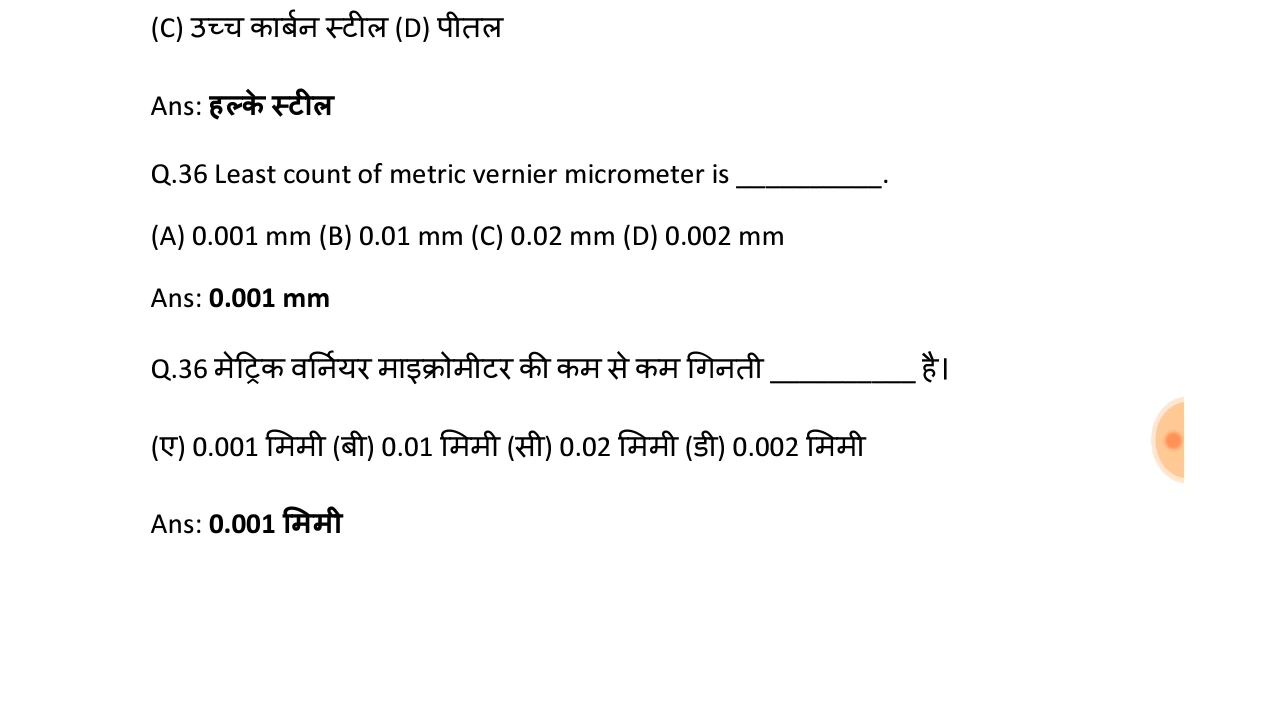 (C) उच्च कार्बन स्टील (D) पीतल
Ans: हल्के स्टील
Q.36 Least count of metric vernier micrometer is __________.
(A) 0.001 mm (B) 0.01 mm (C) 0.02 mm (D) 0.002 mm
Ans: 0.001 mm
Q.36 मेट्रिक वर्नियर माइक्रोमीटर की कम से कम गिनती __________ है।
(ए) 0.001 मिमी (बी) 0.01 मिमी (सी) 0.02 मिमी (डी) 0.002 मिमी
Ans: 0.001 मिमी